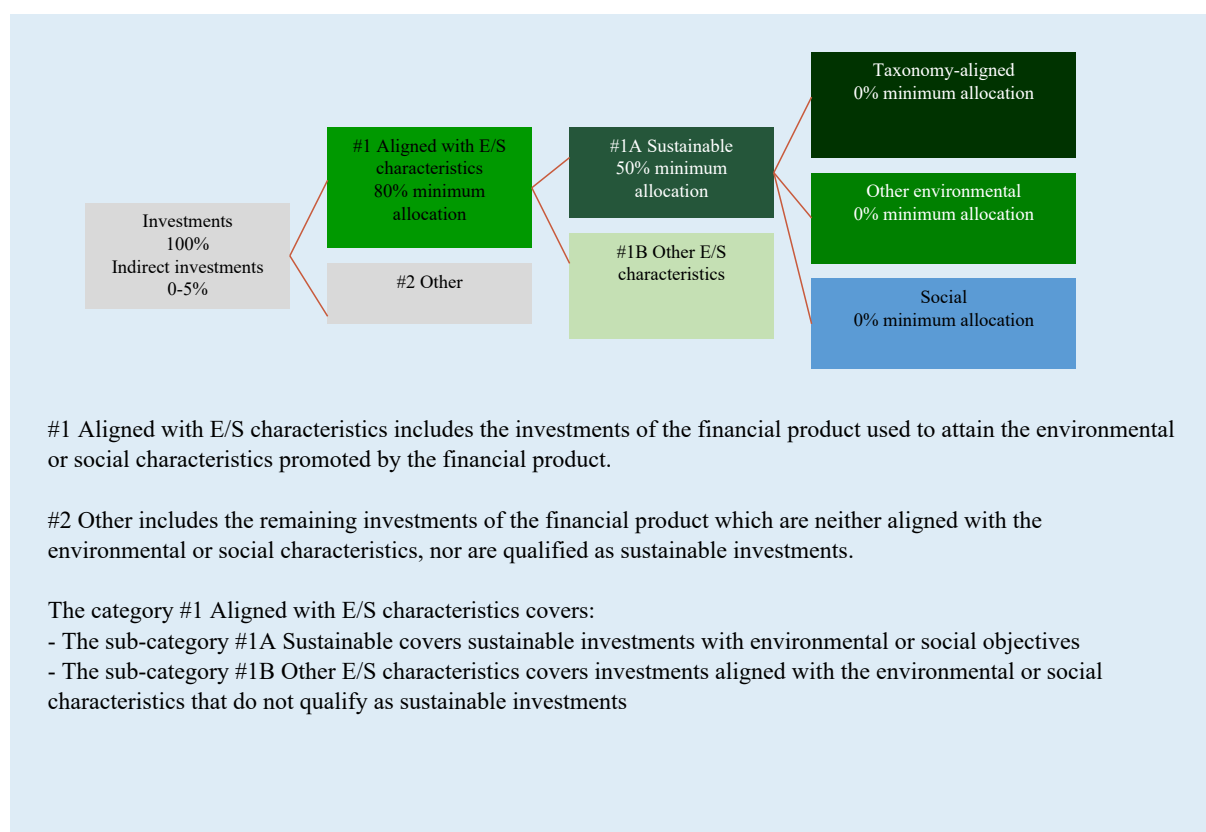 Investments
100%
Indirect investments
0-5%
#1 Aligned with E/S
characteristics
80% minimum
allocation
#2 Other
#1A Sustainable
50% minimum
allocation
#1B Other E/S
characteristics
Taxonomy-aligned
0% minimum allocation
Other environmental
0% minimum allocation
Social
0% minimum allocation
#1 Aligned with E/S characteristics includes the investments of the financial product used to attain the environmental
or social characteristics promoted by the financial product.
#2 Other includes the remaining investments of the financial product which are neither aligned with the
environmental or social characteristics, nor are qualified as sustainable investments.
The category #1 Aligned with E/S characteristics covers:
- The sub-category #1A Sustainable covers sustainable investments with environmental or social objectives
- The sub-category #1B Other E/S characteristics covers investments aligned with the environmental or social
characteristics that do not qualify as sustainable investments